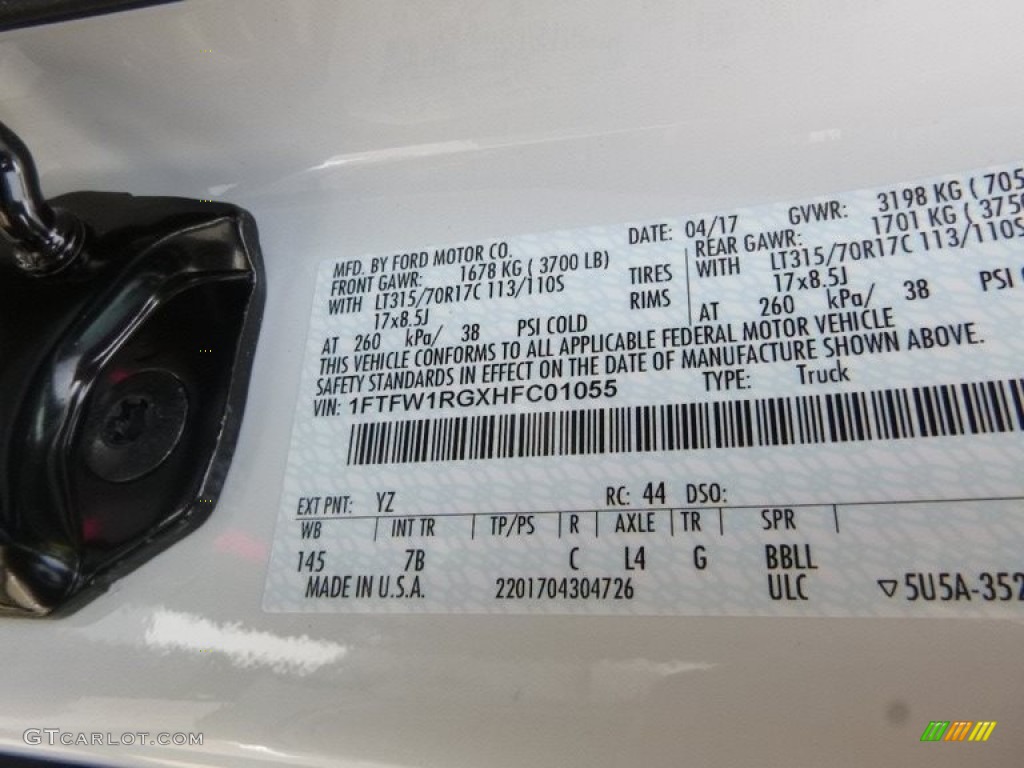 MFD. BY FORD MOTOR CO. DATE: 04/17 GVWR: 3198 KG ( 705
FRONT GAWR: 1678 KG ( 3700 LB) REAR GAWR: 1701 KG ( 375
WITH LT315/70R17C 113/110S TIRES WITH LT315/70R17C 113/110S
17x8.5J RIMS 17x8.5J
AT 260 kPa/ 38 PSI COLD AT 260 kPa/ 38 PSI
THIS VEHICLE CONFORMS TO ALL APPLICABLE FEDERAL MOTOR VEHICLE
SAFETY STANDARDS IN EFFECT ON THE DATE OF MANUFACTURE SHOWN ABOVE.
VIN: 1FTFW1RGXHFC01055 TYPE: Truck
EXT PNT: YZ RC: 44 DSO:
WB INT TR TP/PS R AXLE TR SPR
145 7B C L4 G BBLL
MADE IN U.S.A. 2201704304726 ULC ▽5U5A-352
GTCARLOT.COM